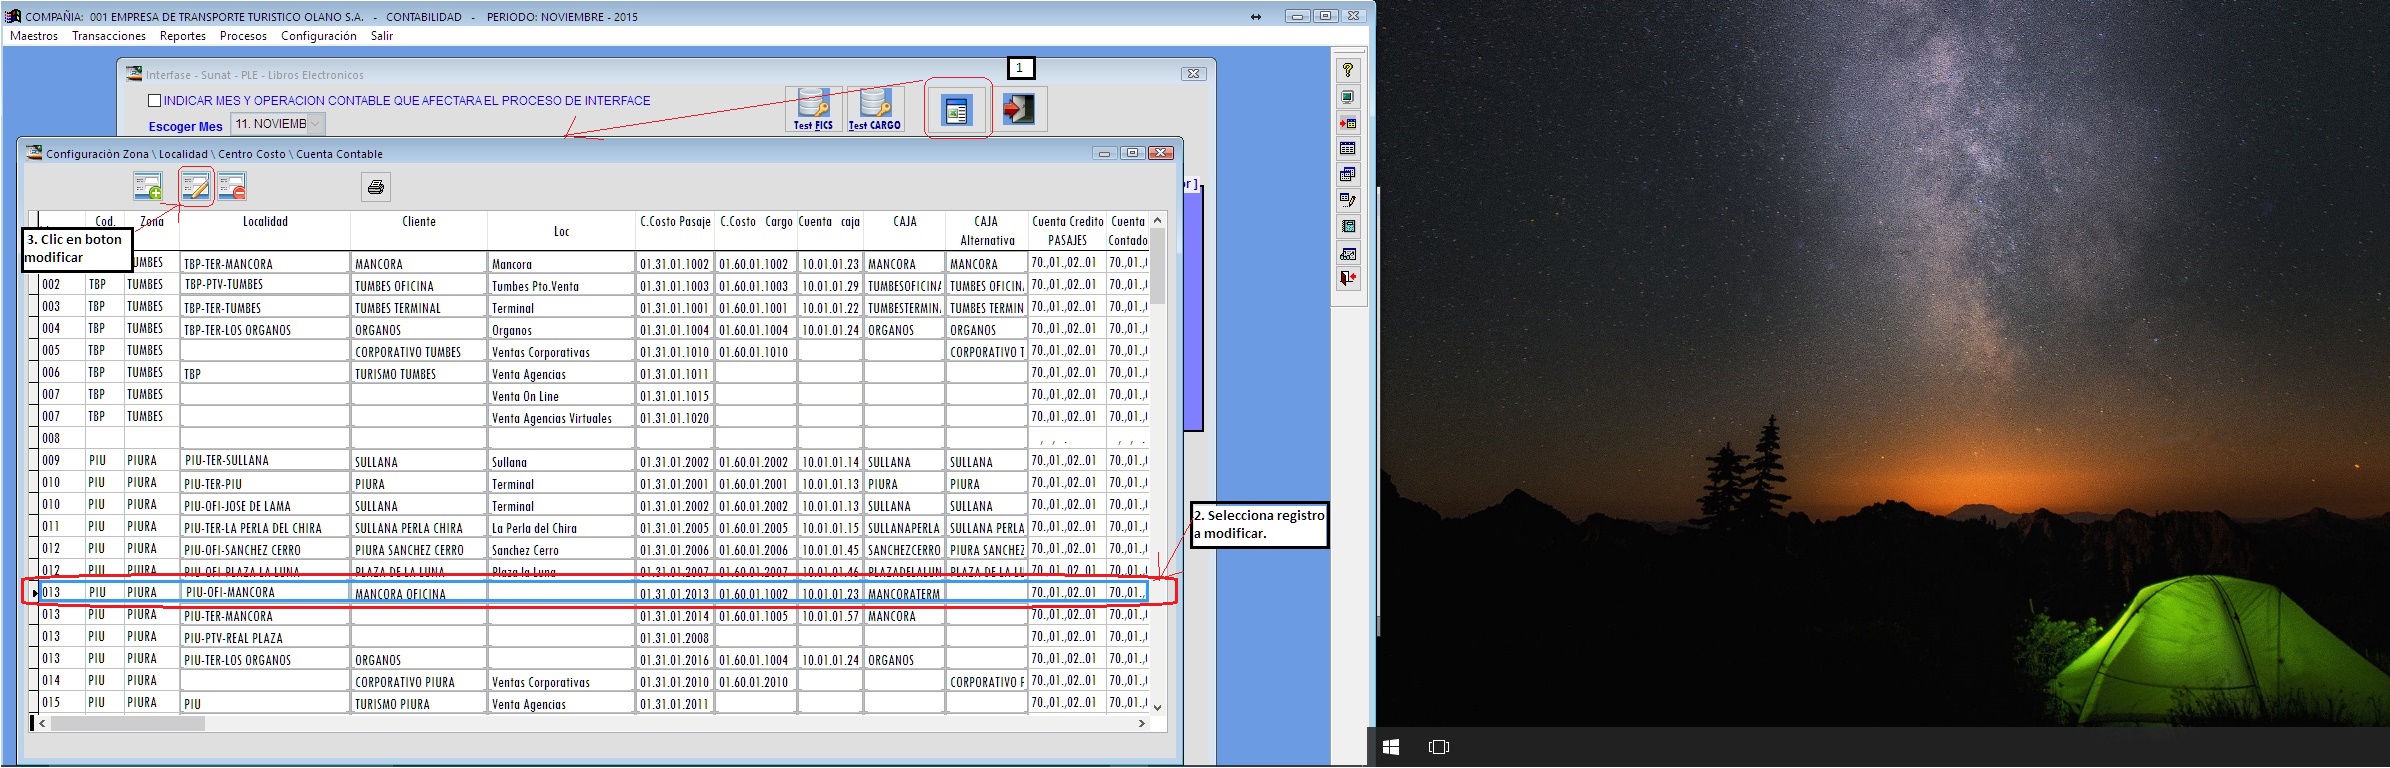 COMPAÑIA: 001 EMPRESA DE TRANSPORTE TURISTICO OLANO S.A. - CONTABILIDAD - PERIODO: NOVIEMBRE - 2015
Maestros Transacciones Reportes Procesos Configuración Salir
1
Interfase - Sunat - PLE - Libros Electronicos
INDICAR MES Y OPERACION CONTABLE QUE AFECTARA EL PROCESO DE INTERFACE
Escoger Mes 11. NOVIEMB
Test FICS Test CARGO
Configuraciòn Zona \ Localidad \ Centro Costo \ Cuenta Contable
or]
Cod. Zona Localidad Cliente Loc C.Costo Pasaje C.Costo Cargo Cuenta caja CAJA CAJA Alternativa Cuenta Credito PASAJES Cuenta Contado
3. Clic en boton
modificar
UMBES TBP-TER-MANCORA MANCORA Mancora 01.31.01.1002 01.60.01.1002 10.01.01.23 MANCORA MANCORA 70.,01.,02..01 70.,01.,
002 TBP TUMBES TBP-PTV-TUMBES TUMBES OFICINA Tumbes Pto.Venta 01.31.01.1003 01.60.01.1003 10.01.01.29 TUMBESOFICINA TUMBES OFICIN 70.,01.,02..01 70.,01.,
003 TBP TUMBES TBP-TER-TUMBES TUMBES TERMINAL Terminal 01.31.01.1001 01.60.01.1001 10.01.01.22 TUMBESTERMIN TUMBES TERMIN 70.,01.,02..01 70.,01.,
004 TBP TUMBES TBP-TER-LOS ORGANOS ORGANOS Organos 01.31.01.1004 01.60.01.1004 10.01.01.24 ORGANOS ORGANOS 70.,01.,02..01 70.,01.,
005 TBP TUMBES CORPORATIVO TUMBES Ventas Corporativas 01.31.01.1010 01.60.01.1010 CORPORATIVO T 70.,01.,02..01 70.,01.,
006 TBP TUMBES TBP TURISMO TUMBES Venta Agencias 01.31.01.1011 70.,01.,02..01 70.,01.,
007 TBP TUMBES Venta On Line 01.31.01.1015 70.,01.,02..01 70.,01.,
007 TBP TUMBES Venta Agencias Virtuales 01.31.01.1020 70.,01.,02..01 70.,01.,
008 , , . , , .
009 PIU PIURA PIU-TER-SULLANA SULLANA Sullana 01.31.01.2002 01.60.01.2002 10.01.01.14 SULLANA SULLANA 70.,01.,02..01 70.,01.,
010 PIU PIURA PIU-TER-PIU PIURA Terminal 01.31.01.2001 01.60.01.2001 10.01.01.13 PIURA PIURA 70.,01.,02..01 70.,01.,
010 PIU PIURA PIU-OFI-JOSE DE LAMA SULLANA Terminal 01.31.01.2002 01.60.01.2002 10.01.01.13 SULLANA SULLANA 70.,01.,02..01 70.,01.,
011 PIU PIURA PIU-TER-LA PERLA DEL CHIRA SULLANA PERLA CHIRA La Perla del Chira 01.31.01.2005 01.60.01.2005 10.01.01.15 SULLANAPERLA SULLANA PERLA 70.,01.,02..01 70.,01.,
012 PIU PIURA PIU-OFI-SANCHEZ CERRO PIURA SANCHEZ CERRO Sanchez Cerro 01.31.01.2006 01.60.01.2006 10.01.01.45 SANCHEZCERRO PIURA SANCHEZ 70.,01.,02..01 70.,01.,
012 PIU PIURA PIU-OFI-PLAZA LA LUNA PLAZA DE LA LUNA Plaza la Luna 01.31.01.2007 01.60.01.2007 10.01.01.46 PLAZADELALUN PLAZA DE LA LU 70.,01.,02..01 70.,01.,
013 PIU PIURA PIU-OFI-MANCORA MANCORA OFICINA 01.31.01.2013 01.60.01.1002 10.01.01.23 MANCORATERM 70.,01.,02..01 70.,01.,
013 PIU PIURA PIU-TER-MANCORA 01.31.01.2014 01.60.01.1005 10.01.01.57 MANCORA 70.,01.,02..01 70.,01.,
013 PIU PIURA PIU-PTV-REAL PLAZA 01.31.01.2008 70.,01.,02..01 70.,01.,
013 PIU PIURA PIU-TER-LOS ORGANOS ORGANOS 01.31.01.2016 01.60.01.1004 10.01.01.24 ORGANOS 70.,01.,02..01 70.,01.,
014 PIU PIURA CORPORATIVO PIURA Ventas Corporativas 01.31.01.2010 01.60.01.2010 CORPORATIVO P 70.,01.,02..01 70.,01.,
015 PIU PIURA PIU TURISMO PIURA Venta Agencias 01.31.01.2011 70.,01.,02..01 70.,01.,
2. Selecciona registro
a modificar.